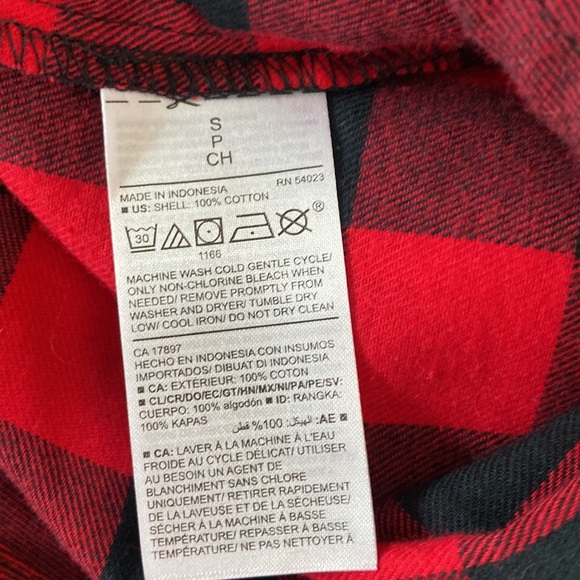 S
P
CH
MADE IN INDONESIA RN 54023
US: SHELL: 100% COTTON
30
®
1166
MACHINE WASH COLD GENTLE CYCLE/
ONLY NON-CHLORINE BLEACH WHEN
NEEDED/ REMOVE PROMPTLY FROM
WASHER AND DRYER/ TUMBLE DRY
LOW/ COOL IRON/ DO NOT DRY CLEAN
CA 17897
HECHO EN INDONESIA CON INSUMOS
IMPORTADOS/ DIBUAT DI INDONESIA
CA: EXTÉRIEUR: 100% COTON
CL/CR/DO/EC/GT/HN/MX/NI/PA/PE/SV:
CUERPO: 100% algodón ID: RANGKA:
100% KAPAS
AE: الهيكل: 100% قطن
CA: LAVER À LA MACHINE À L'EAU
FROIDE AU CYCLE DÉLICAT/ UTILISER
AU BESOIN UN AGENT DE
BLANCHIMENT SANS CHLORE
UNIQUEMENT/ RETIRER RAPIDEMENT
DE LA LAVEUSE ET DE LA SÉCHEUSE/
SÉCHER À LA MACHINE À BASSE
TEMPÉRATURE/ REPASSER À BASSE
TEMPÉRATURE/ NE PAS NETTOYER À